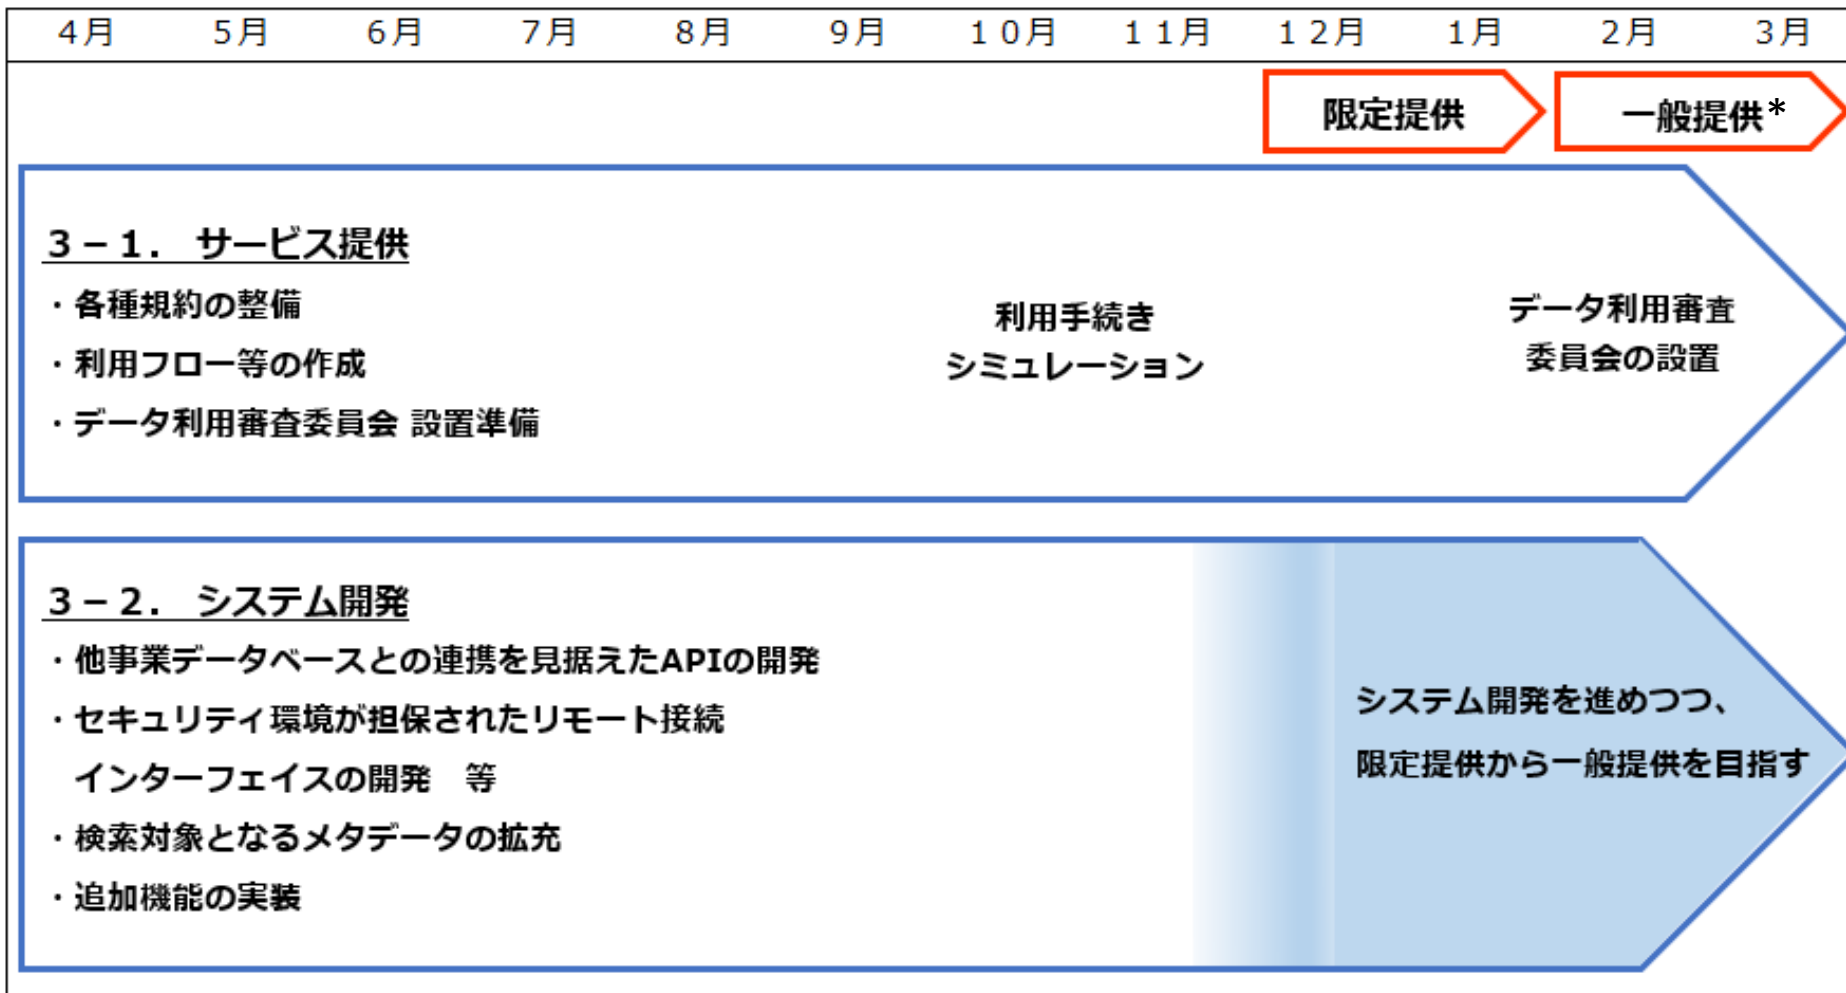 4月 5月 6月 7月 8月 9月 10月 11月 12月 1月 2月 3月
限定提供 一般提供*
3－1. サービス提供
・各種規約の整備
・利用フロー等の作成
・データ利用審査委員会 設置準備
利用手続き
シミュレーション
データ利用審査
委員会の設置
3－2. システム開発
・他事業データベースとの連携を見据えたAPIの開発
・セキュリティ環境が担保されたリモート接続
インターフェイスの開発　等
・検索対象となるメタデータの拡充
・追加機能の実装
システム開発を進めつつ、
限定提供から一般提供を目指す